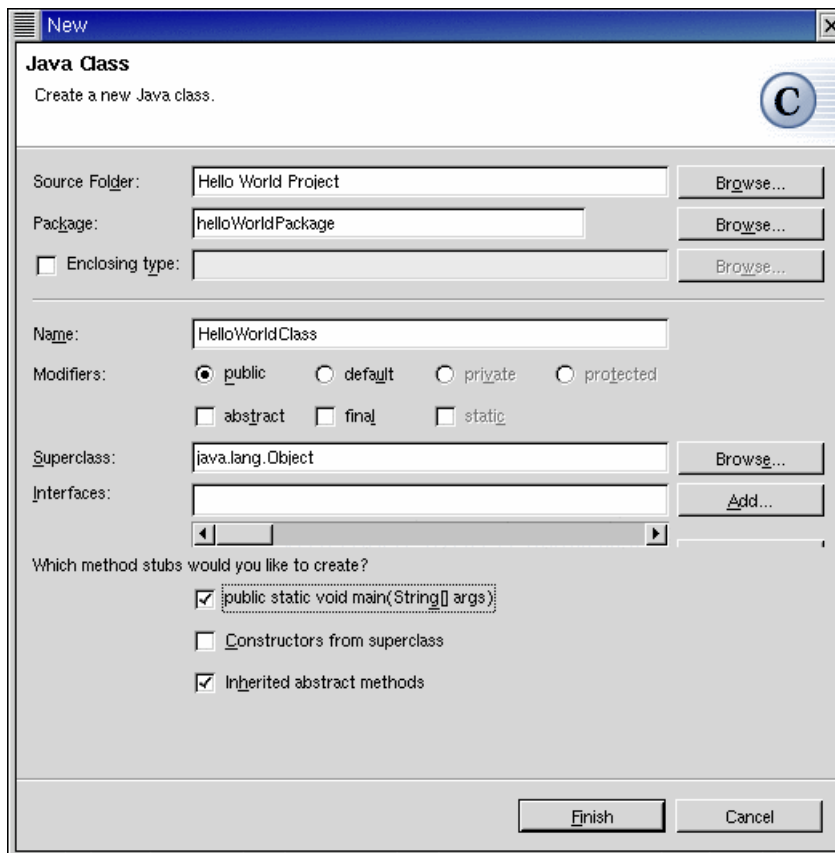 New
Java Class
Create a new Java class.
C
Source Folder: Hello World Project Browse...
Package: helloWorldPackage Browse...
Enclosing type: Browse...
Name: HelloWorldClass
Modifiers: public default private protected
abstract final static
Superclass: java.lang.Object Browse...
Interfaces: Add...
Which method stubs would you like to create?
public static void main(String[] args)
Constructors from superclass
Inherited abstract methods
Finish Cancel